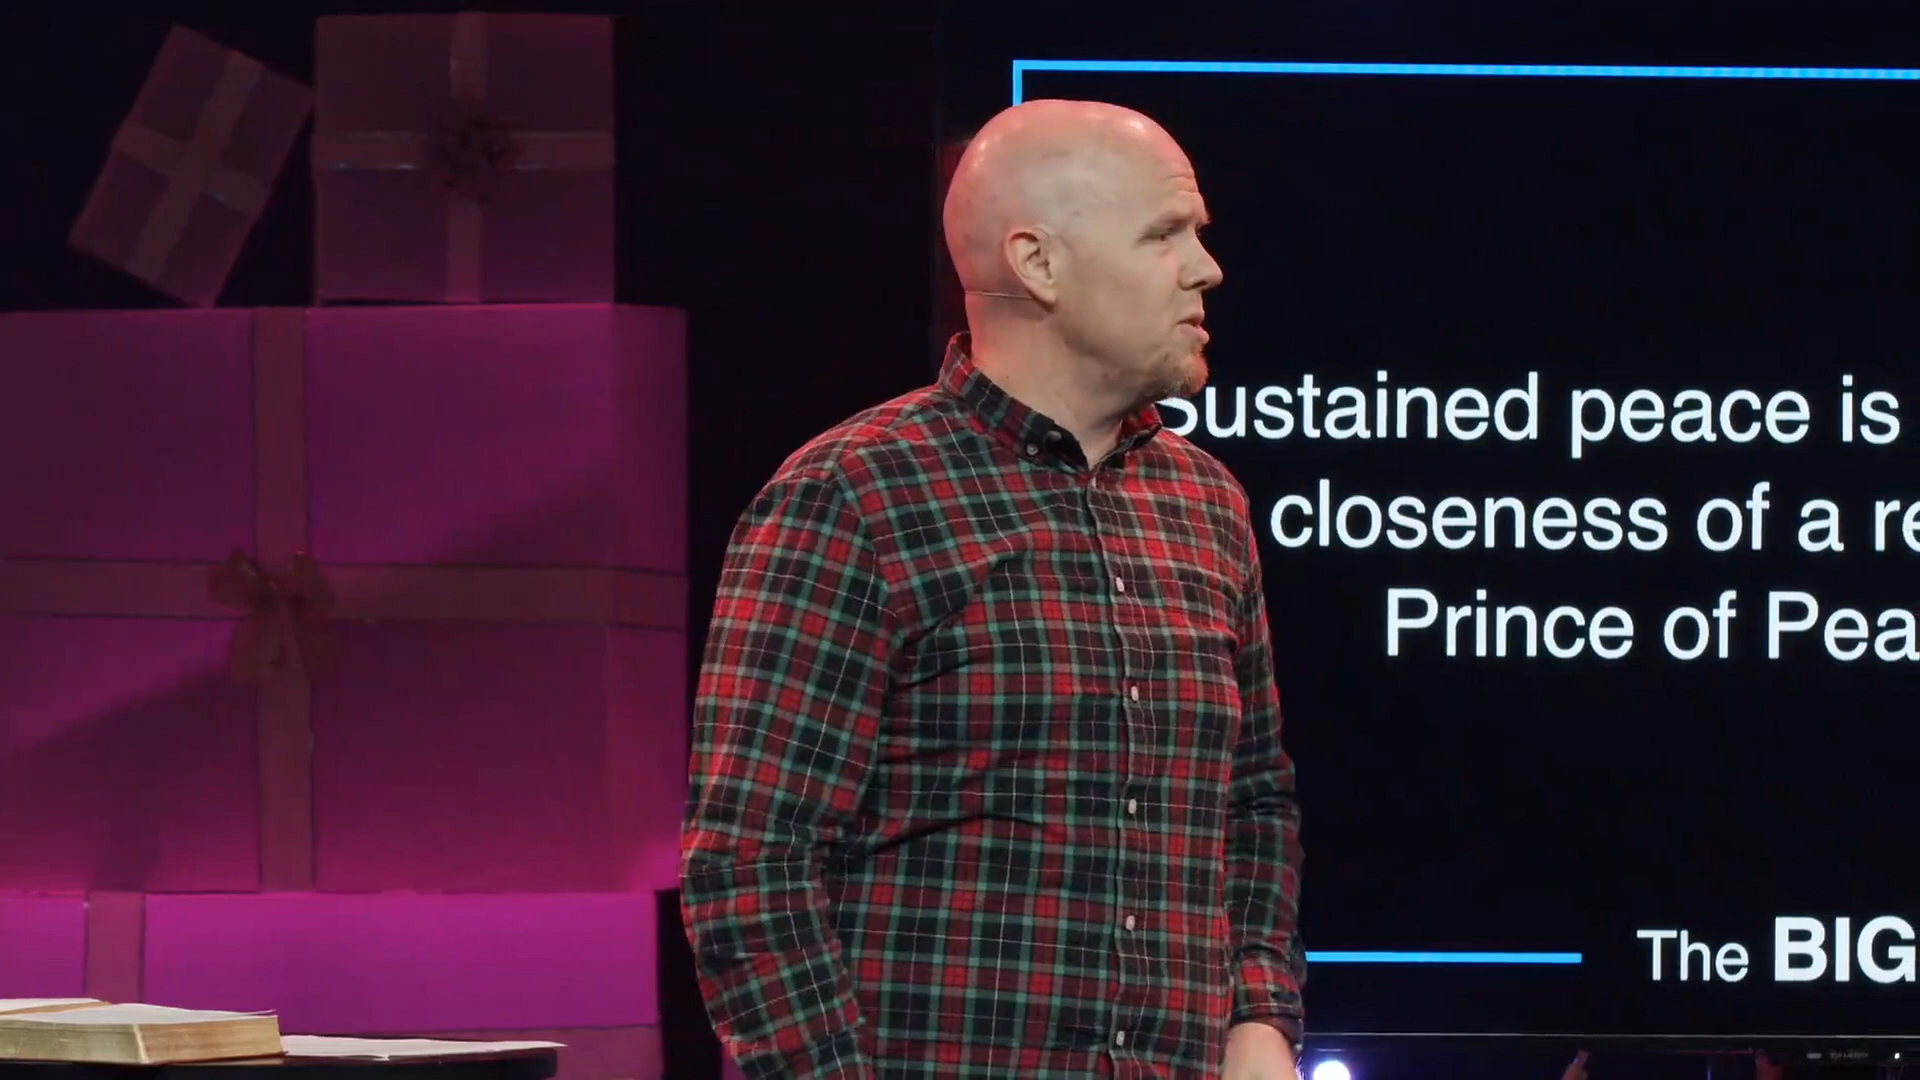 Sustained peace is
closeness of a re
Prince of Pea
The BIG